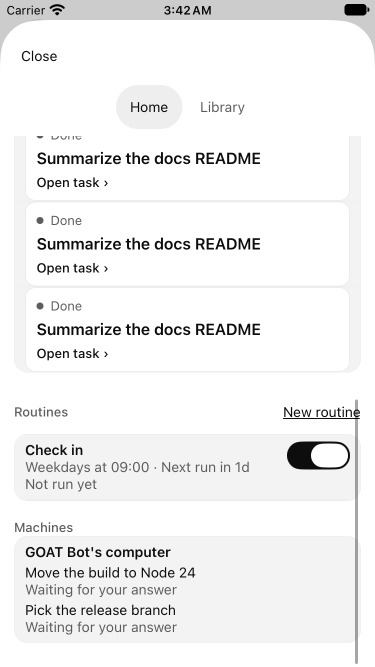 Carrier 3:42 AM
Close
Home Library
Done
Summarize the docs README
Open task ›
Done
Summarize the docs README
Open task ›
Done
Summarize the docs README
Open task ›
Routines New routine
Check in
Weekdays at 09:00 · Next run in 1d
Not run yet
Machines
GOAT Bot's computer
Move the build to Node 24
Waiting for your answer
Pick the release branch
Waiting for your answer